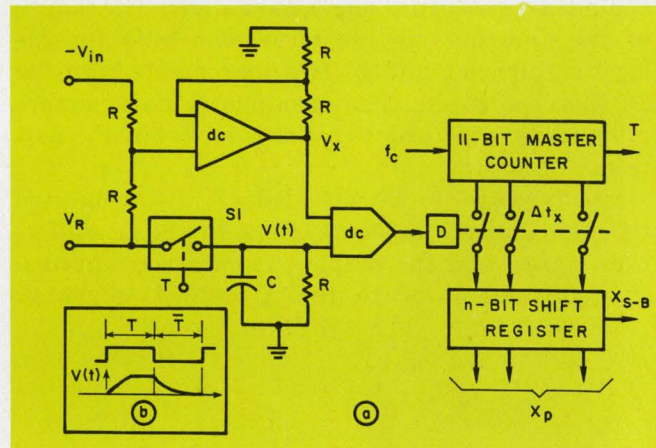 −Vin
R
R
R
R
dc
VX
VR
S1
V(t)
T
C
R
dc
D
Δtx
fc
11-BIT MASTER
COUNTER
T
n-BIT SHIFT
REGISTER
XS-B
Xp
T
T̅
V(t)
b
a